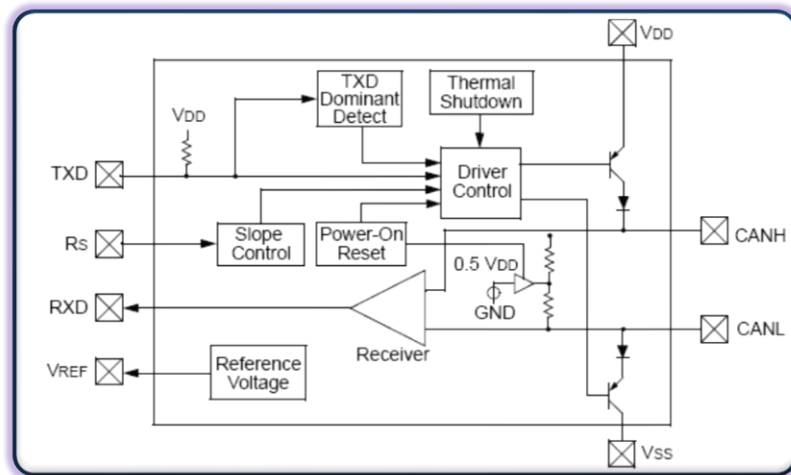 VDD
TXD
Dominant
Detect
Thermal
Shutdown
VDD
TXD
Driver
Control
RS
Slope
Control
Power-On
Reset
CANH
0.5 VDD
GND
RXD
Receiver
CANL
VREF
Reference
Voltage
VSS